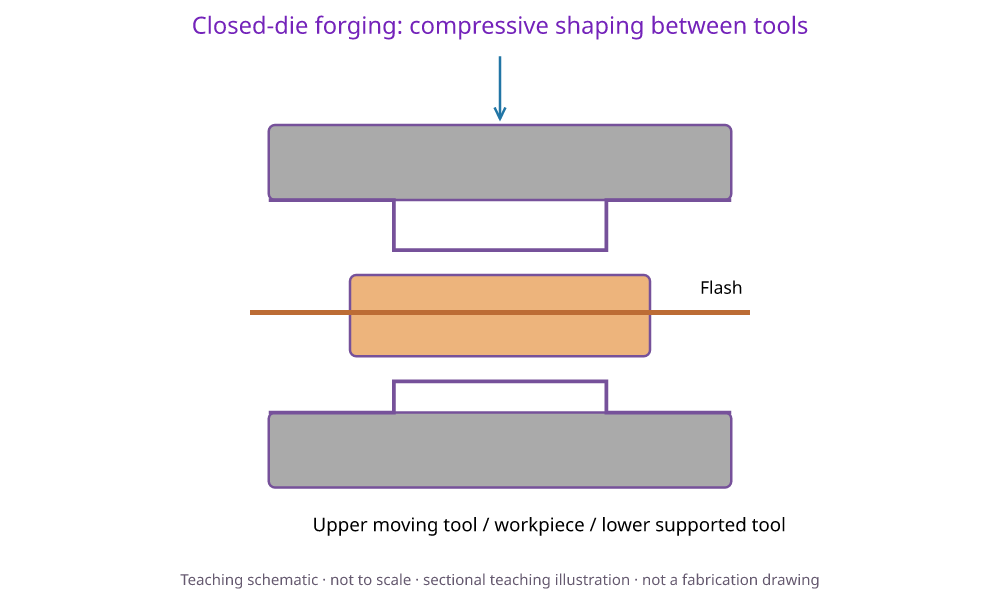 Closed-die forging: compressive shaping between tools
Flash
Upper moving tool / workpiece / lower supported tool
Teaching schematic · not to scale · sectional teaching illustration · not a fabrication drawing